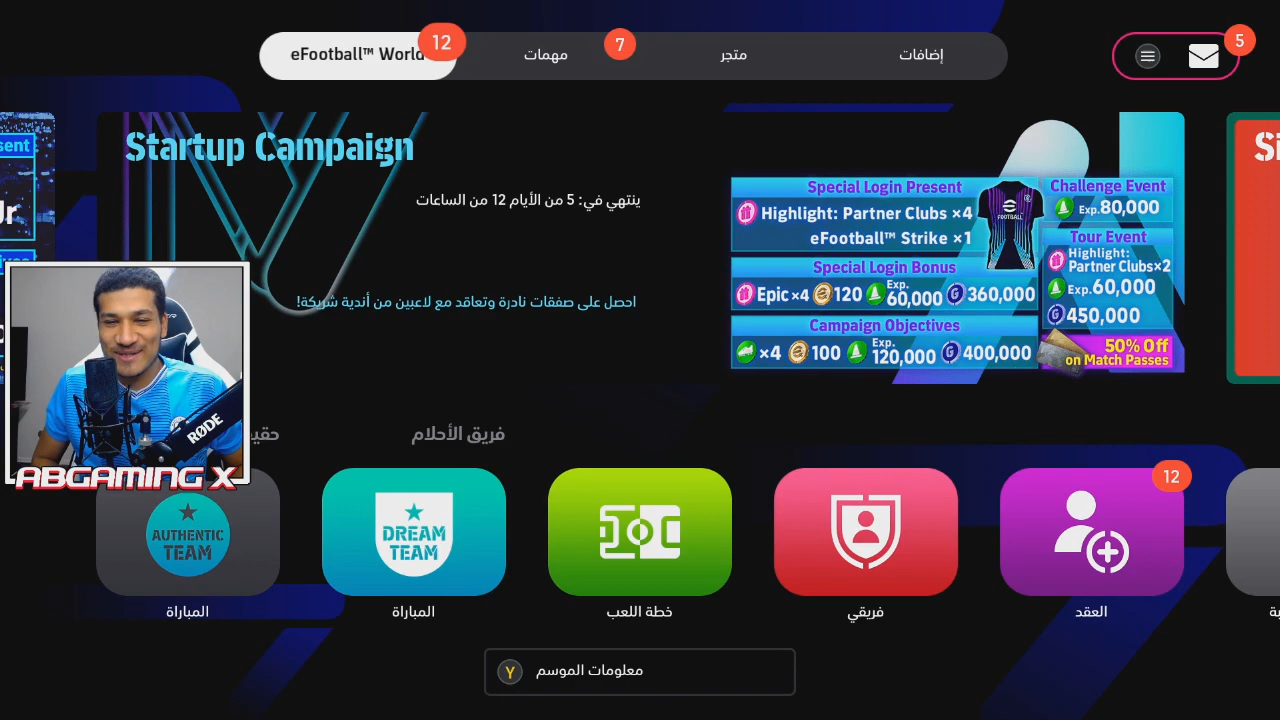 eFootball™ World
12
مهمات
7
متجر
إضافات
5
sent
Jr
Startup Campaign
ينتهي في: 5 من الأيام 12 من الساعات
احصل على صفقات نادرة وتعاقد مع لاعبين من أندية شريكة!
Special Login Present
Highlight: Partner Clubs ×4
eFootball™ Strike ×1
Special Login Bonus
Epic ×4 120 Exp. 60,000 360,000
Campaign Objectives
×4 100 Exp. 120,000 400,000
FOOTBALL
Challenge Event
Exp.80,000
Tour Event
Highlight:
Partner Clubs×2
Exp.60,000
450,000
50% Off
on Match Passes
Si
RØDE
ABGAMING X
حقيق
فريق الأحلام
AUTHENTIC
TEAM
DREAM
TEAM
12
المباراة
المباراة
خطة اللعب
فريقي
العقد
Y معلومات الموسم